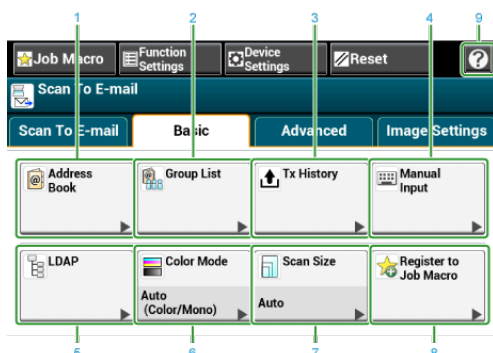 1 2 3 4 9
Job Macro
Function
Settings
Device
Settings
Reset
?
Scan To E-mail
Scan To E-mail
Basic
Advanced
Image Settings
Address
Book
Group List
Tx History
Manual
Input
LDAP
Color Mode
Auto
(Color/Mono)
Scan Size
Auto
Register to
Job Macro
5 6 7 8